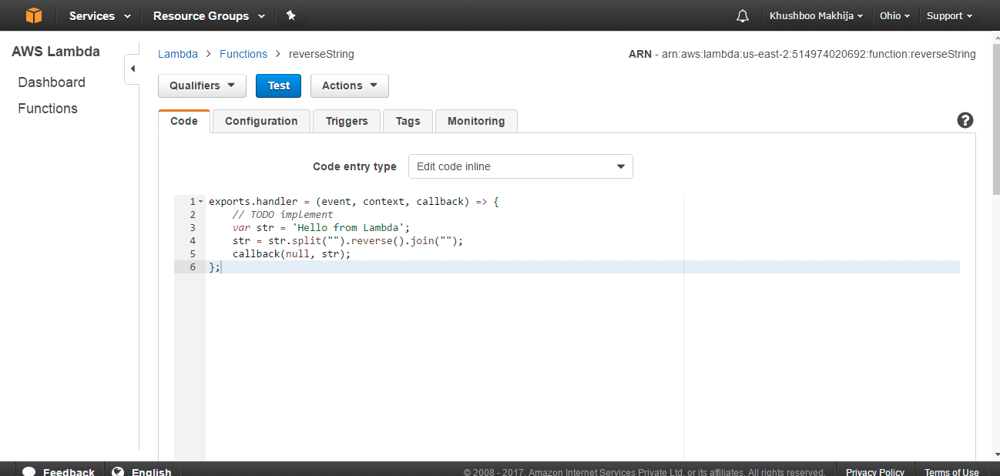 Services Resource Groups Khushboo Makhija Ohio Support
AWS Lambda
Dashboard
Functions
Lambda > Functions > reverseString
ARN - arn:aws:lambda:us-east-2:514974020692:function:reverseString
Qualifiers Test Actions
Code Configuration Triggers Tags Monitoring
?
Code entry type Edit code inline
1 exports.handler = (event, context, callback) => {
2 // TODO implement
3 var str = 'Hello from Lambda';
4 str = str.split("").reverse().join("");
5 callback(null, str);
6 };
Feedback English © 2008 - 2017, Amazon Internet Services Private Ltd. or its affiliates. All rights reserved. Privacy Policy Terms of Use